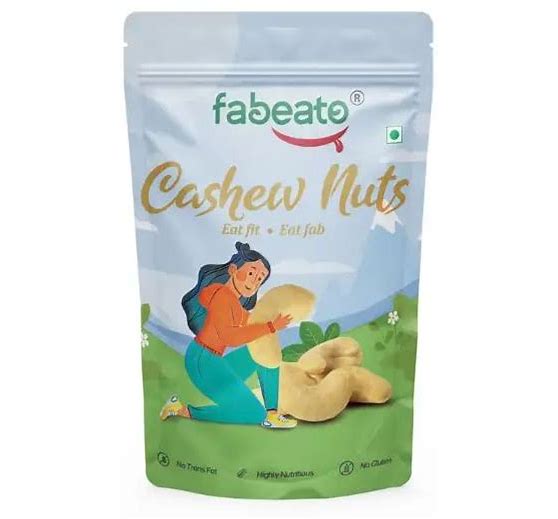 fabeato®
Cashew Nuts
Eat fit • Eat fab
No Trans Fat
Highly Nutritious
No Gluten